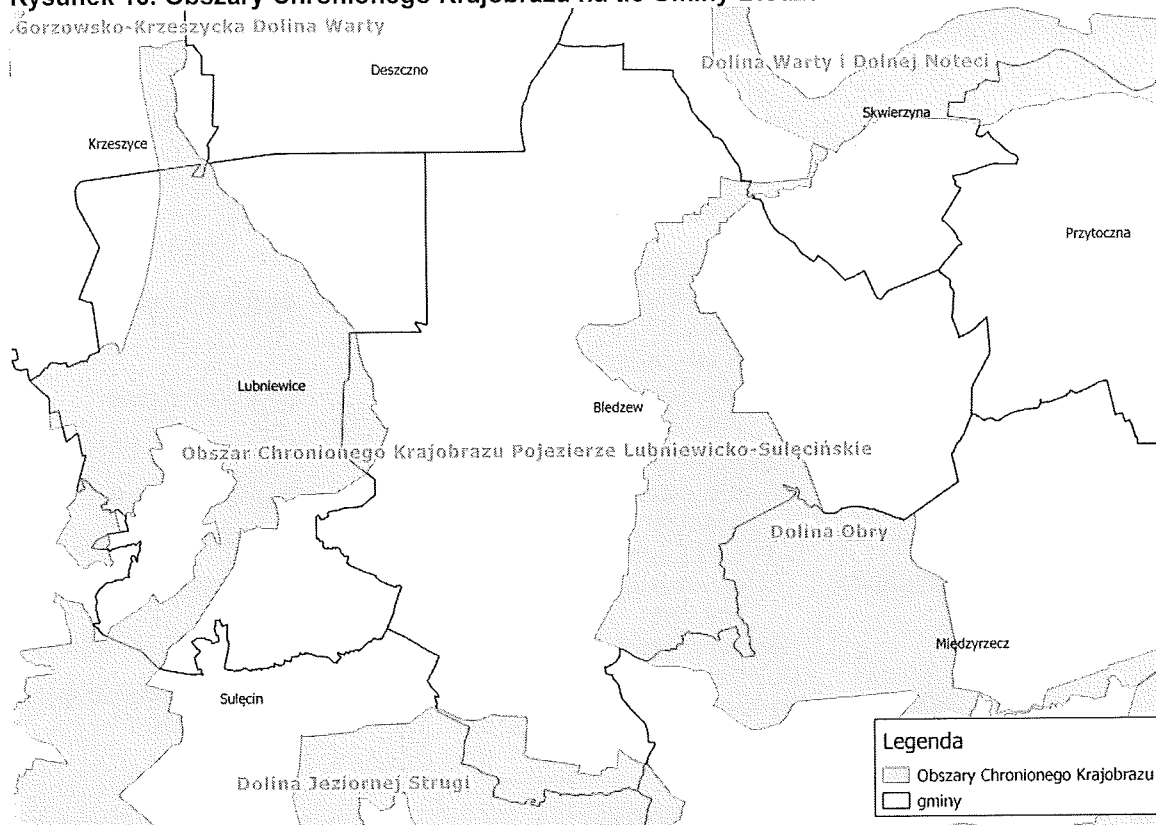 Gorzowsko-Krzeszycka Dolina Warty
Deszczno
Dolina Warty i Dolnej Noteci
Skwierzyna
Krzeszyce
Przytoczna
Lubniewice
Bledzew
Obszar Chronionego Krajobrazu Pojezierze Lubniewicko-Sulęcińskie
Dolina Obry
Międzyrzecz
Sulęcin
Dolina Jeziornej Strugi
Legenda
Obszary Chronionego Krajobrazu
gminy